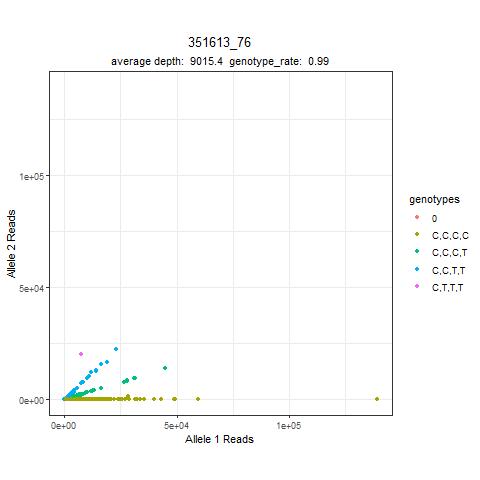 351613_76
average depth:  9015.4  genotype_rate:  0.99
Allele 2 Reads
1e+05
5e+04
0e+00
0e+00
5e+04
1e+05
Allele 1 Reads
genotypes
0
C,C,C,C
C,C,C,T
C,C,T,T
C,T,T,T